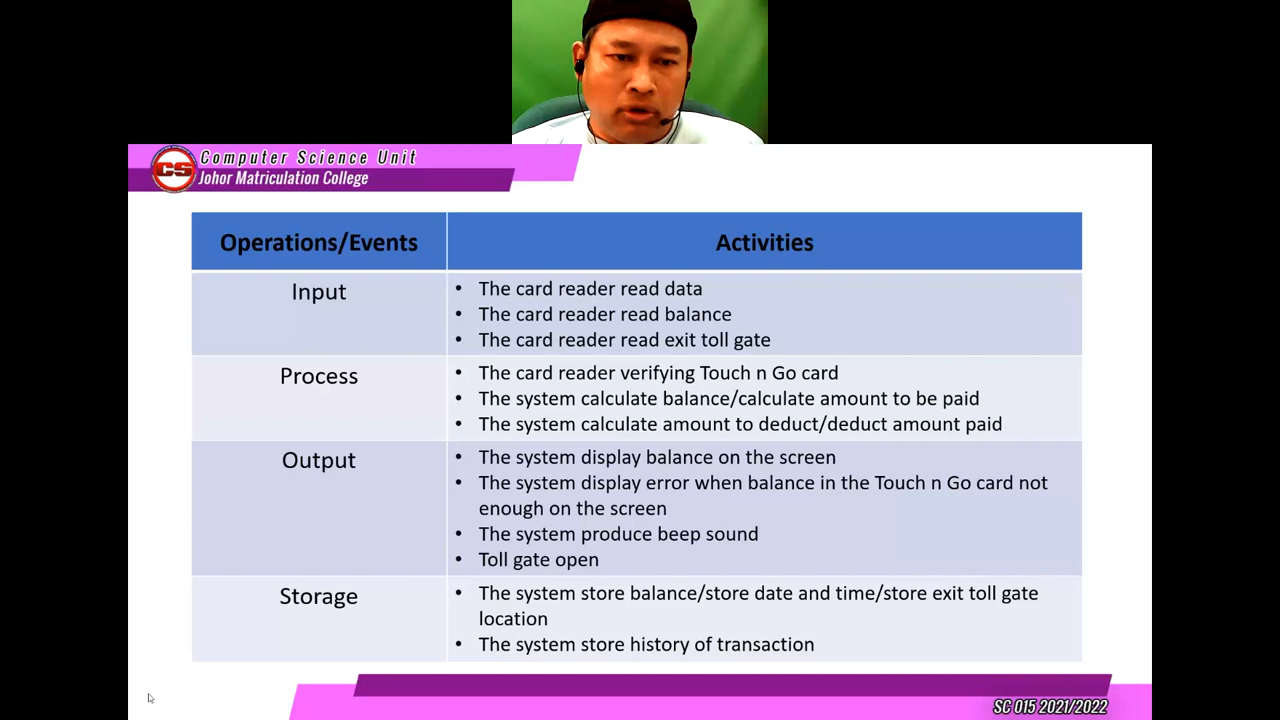 CS
Computer Science Unit
Johor Matriculation College
Operations/Events
Activities
Input
• The card reader read data
• The card reader read balance
• The card reader read exit toll gate
Process
• The card reader verifying Touch n Go card
• The system calculate balance/calculate amount to be paid
• The system calculate amount to deduct/deduct amount paid
Output
• The system display balance on the screen
• The system display error when balance in the Touch n Go card not
enough on the screen
• The system produce beep sound
• Toll gate open
Storage
• The system store balance/store date and time/store exit toll gate
location
• The system store history of transaction
SC 015 2021/2022